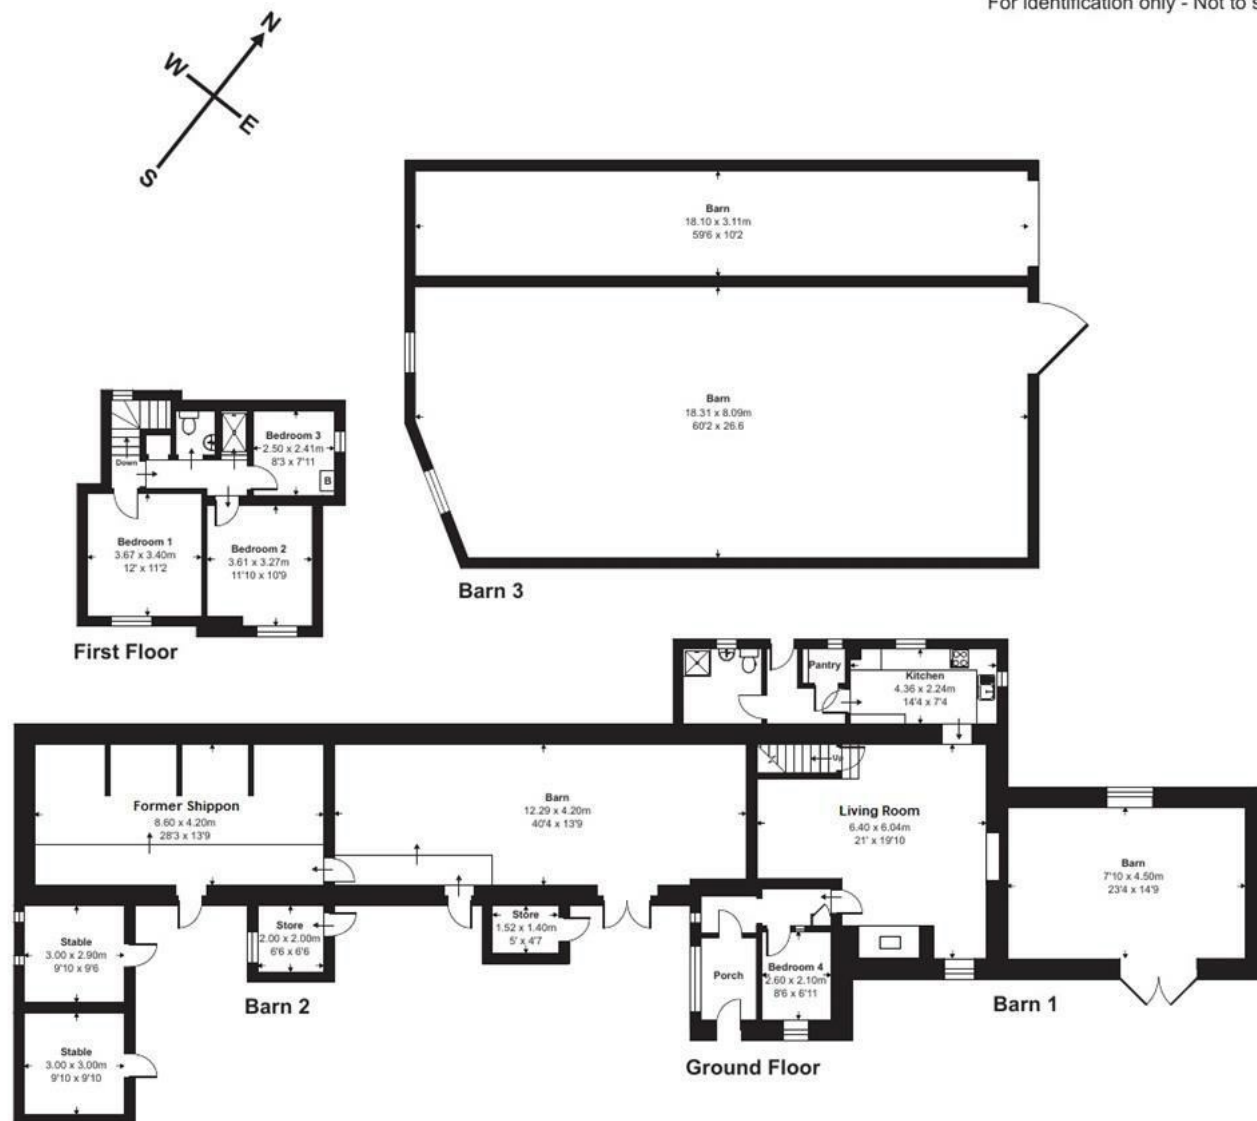 For identification only - Not to s
N
W
E
S
Barn
18.10 x 3.11m
59'6 x 10'2
Barn
18.31 x 8.09m
60'2 x 26.6
Barn 3
Down
Bedroom 3
2.50 x 2.41m
8'3 x 7'11
B
Bedroom 1
3.67 x 3.40m
12' x 11'2
Bedroom 2
3.61 x 3.27m
11'10 x 10'9
First Floor
Pantry
Kitchen
4.36 x 2.24m
14'4 x 7'4
Former Shippon
8.60 x 4.20m
28'3 x 13'9
Barn
12.29 x 4.20m
40'4 x 13'9
Up
Living Room
6.40 x 6.04m
21' x 19'10
Barn
7'10 x 4.50m
23'4 x 14'9
Stable
3.00 x 2.90m
9'10 x 9'6
Store
2.00 x 2.00m
6'6 x 6'6
Store
1.52 x 1.40m
5' x 4'7
Porch
Bedroom 4
2.60 x 2.10m
8'6 x 6'11
Barn 2
Barn 1
Stable
3.00 x 3.00m
9'10 x 9'10
Ground Floor